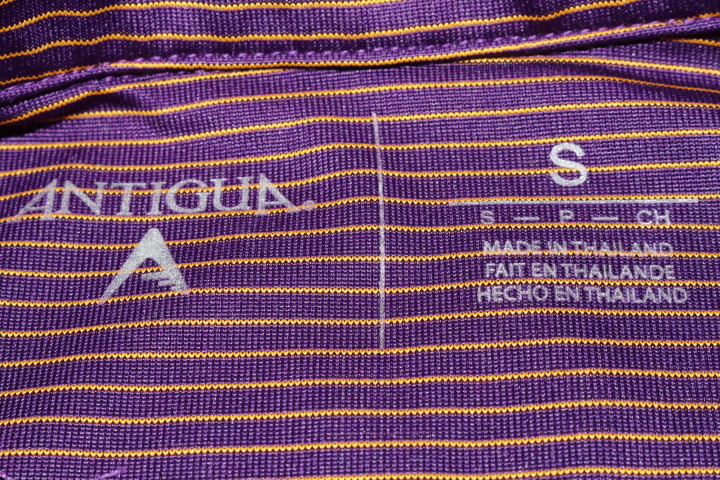 ANTIGUA
S
S — P — CH
MADE IN THAILAND
FAIT EN THAILANDE
HECHO EN THAILAND